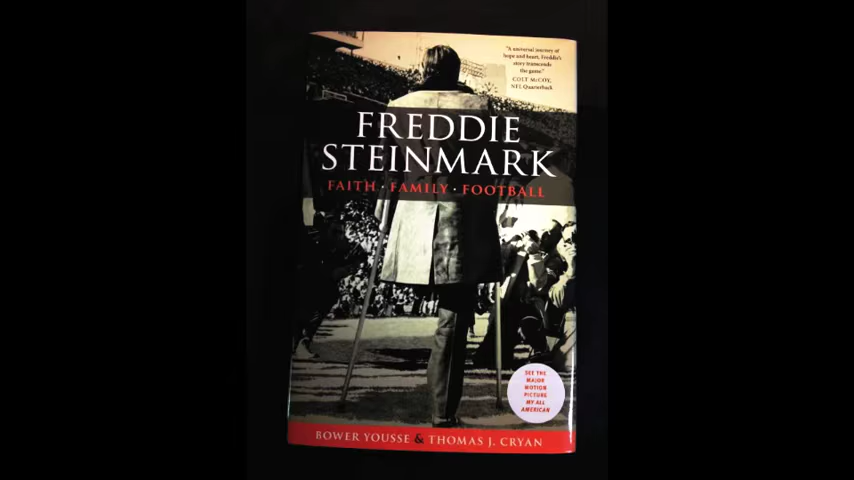 "A universal journey of
hope and heart, Freddie's
story transcends
the game."
COLT McCOY,
NFL Quarterback
FREDDIE
STEINMARK
FAITH · FAMILY · FOOTBALL
SEE THE
MAJOR
MOTION
PICTURE
MY ALL
AMERICAN
BOWER YOUSSE & THOMAS J. CRYAN